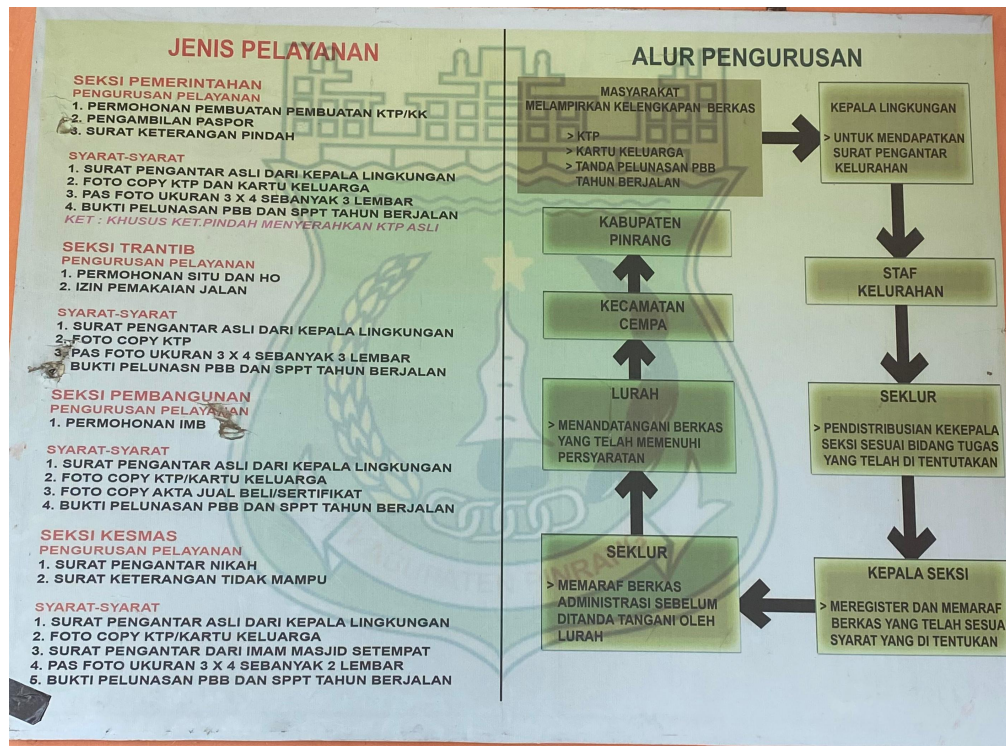 JENIS PELAYANAN
SEKSI PEMERINTAHAN
PENGURUSAN PELAYANAN
1. PERMOHONAN PEMBUATAN PEMBUATAN KTP/KK
2. PENGAMBILAN PASPOR
3. SURAT KETERANGAN PINDAH
SYARAT-SYARAT
1. SURAT PENGANTAR ASLI DARI KEPALA LINGKUNGAN
2. FOTO COPY KTP DAN KARTU KELUARGA
3. PAS FOTO UKURAN 3 X 4 SEBANYAK 3 LEMBAR
4. BUKTI PELUNASAN PBB DAN SPPT TAHUN BERJALAN
KET : KHUSUS KET.PINDAH MENYERAHKAN KTP ASLI
SEKSI TRANTIB
PENGURUSAN PELAYANAN
1. PERMOHONAN SITU DAN HO
2. IZIN PEMAKAIAN JALAN
SYARAT-SYARAT
1. SURAT PENGANTAR ASLI DARI KEPALA LINGKUNGAN
2. FOTO COPY KTP
3. PAS FOTO UKURAN 3 X 4 SEBANYAK 3 LEMBAR
BUKTI PELUNASN PBB DAN SPPT TAHUN BERJALAN
SEKSI PEMBANGUNAN
PENGURUSAN PELAYANAN
1. PERMOHONAN IMB
SYARAT-SYARAT
1. SURAT PENGANTAR ASLI DARI KEPALA LINGKUNGAN
2. FOTO COPY KTP/KARTU KELUARGA
3. FOTO COPY AKTA JUAL BELI/SERTIFIKAT
4. BUKTI PELUNASAN PBB DAN SPPT TAHUN BERJALAN
SEKSI KESMAS
PENGURUSAN PELAYANAN
1. SURAT PENGANTAR NIKAH
2. SURAT KETERANGAN TIDAK MAMPU
SYARAT-SYARAT
1. SURAT PENGANTAR ASLI DARI KEPALA LINGKUNGAN
2. FOTO COPY KTP/KARTU KELUARGA
3. SURAT PENGANTAR DARI IMAM MASJID SETEMPAT
4. PAS FOTO UKURAN 3 X 4 SEBANYAK 2 LEMBAR
5. BUKTI PELUNASAN PBB DAN SPPT TAHUN BERJALAN
ALUR PENGURUSAN
MASYARAKAT
MELAMPIRKAN KELENGKAPAN BERKAS
> KTP
> KARTU KELUARGA
> TANDA PELUNASAN PBB
TAHUN BERJALAN
KEPALA LINGKUNGAN
> UNTUK MENDAPATKAN
SURAT PENGANTAR
KELURAHAN
STAF
KELURAHAN
SEKLUR
> PENDISTRIBUSIAN KEKEPALA
SEKSI SESUAI BIDANG TUGAS
YANG TELAH DI TENTUTAKAN
KEPALA SEKSI
> MEREGISTER DAN MEMARAF
BERKAS YANG TELAH SESUA
SYARAT YANG DI TENTUKAN
SEKLUR
> MEMARAF BERKAS
ADMINISTRASI SEBELUM
DITANDA TANGANI OLEH
LURAH
LURAH
> MENANDATANGANI BERKAS
YANG TELAH MEMENUHI
PERSYARATAN
KECAMATAN
CEMPA
KABUPATEN
PINRANG
KABUPATEN PINRANG